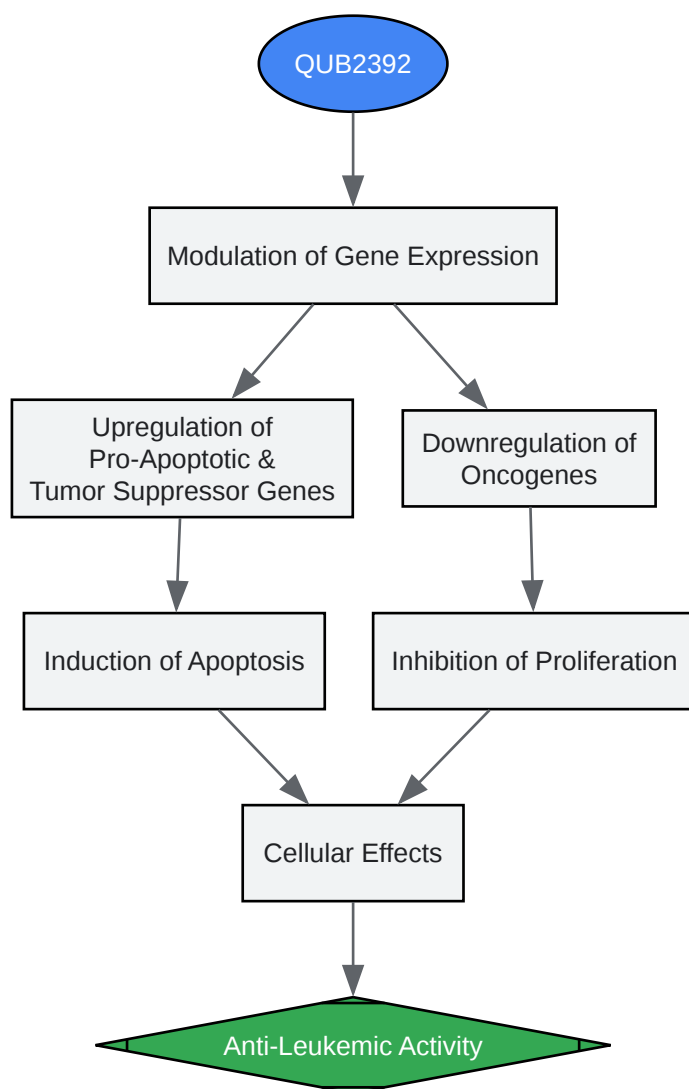 QUB2392
Modulation of Gene Expression
Upregulation of
Pro-Apoptotic &
Tumor Suppressor Genes
Downregulation of
Oncogenes
Induction of Apoptosis
Inhibition of Proliferation
Cellular Effects
Anti-Leukemic Activity